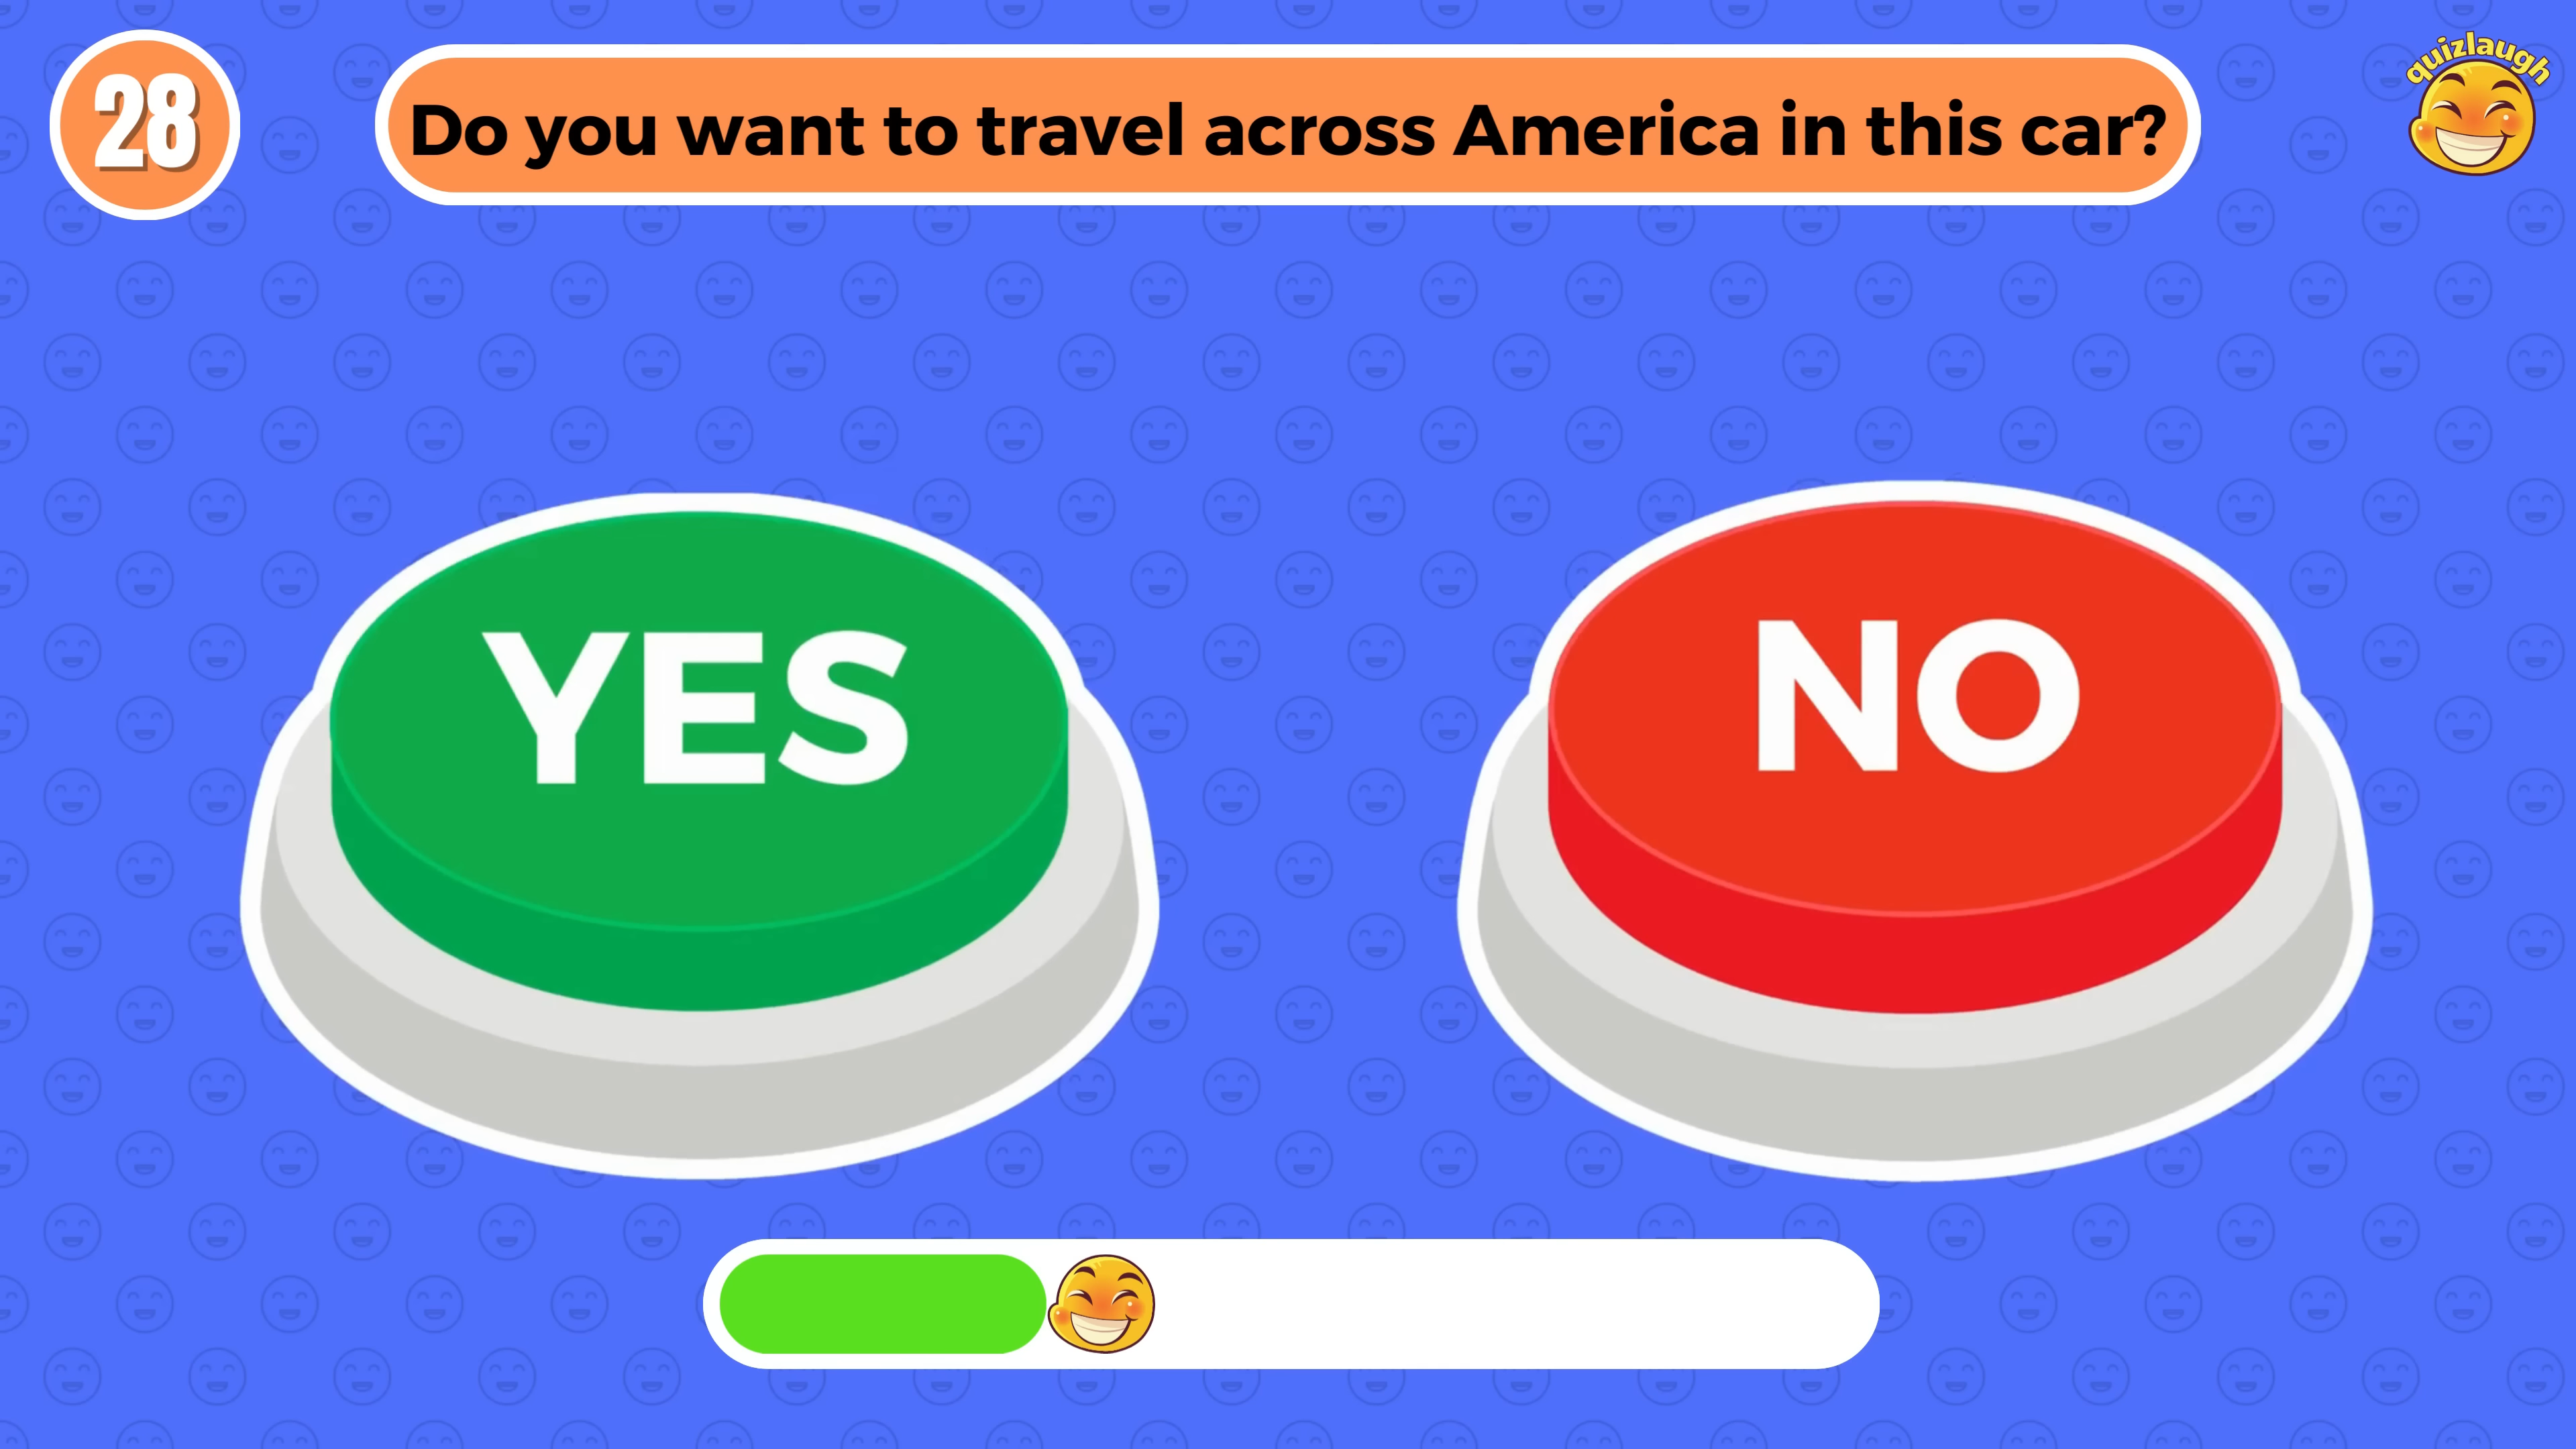 28
Do you want to travel across America in this car?
quizlaugh
YES
NO